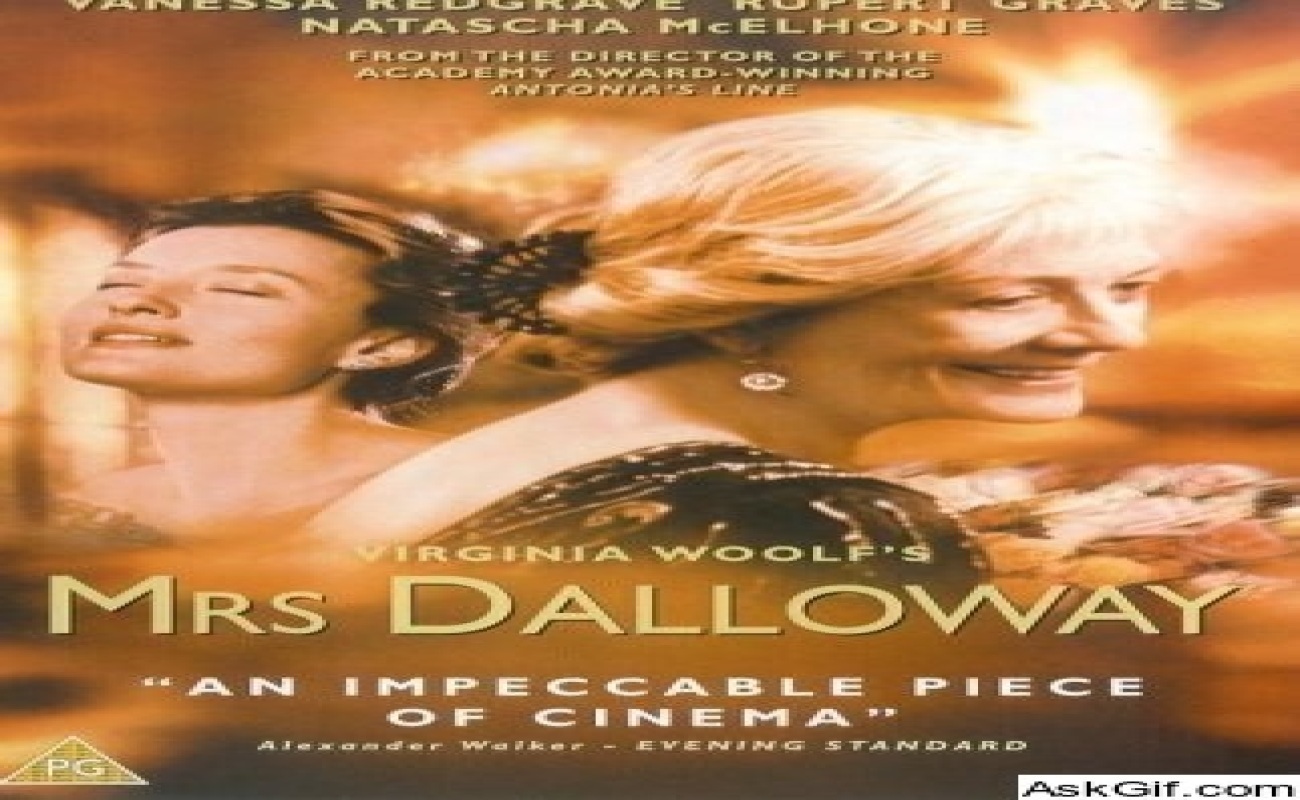 VANESSA REDGRAVE RUPERT GRAVES
NATASCHA McELHONE
FROM THE DIRECTOR OF THE
ACADEMY AWARD-WINNING
ANTONIA'S LINE
VIRGINIA WOOLF'S
MRS DALLOWAY
“AN IMPECCABLE PIECE
OF CINEMA”
Alexander Walker – EVENING STANDARD
PG
AskGif.com